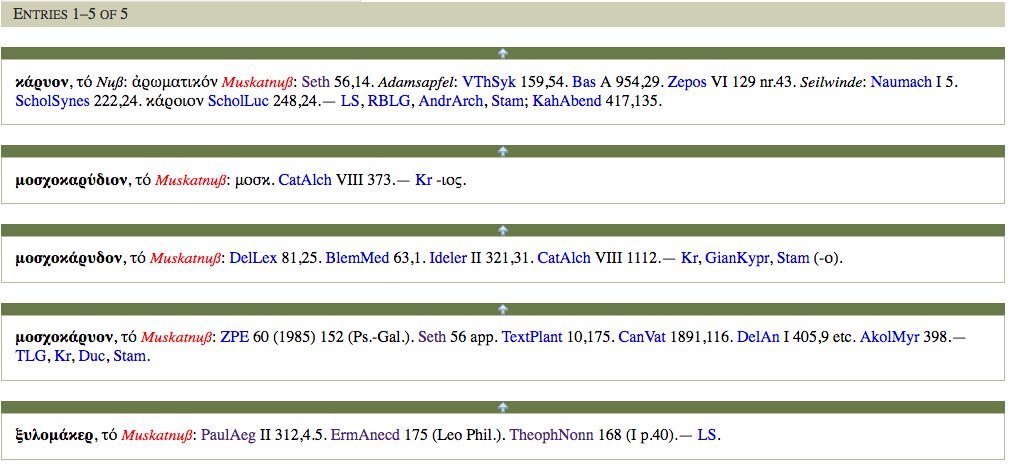 ENTRIES 1–5 OF 5
κάρυον, τό Nuß: ἀρωματικόν Muskatnuß: Seth 56,14. Adamsapfel: VThSyk 159,54. Bas A 954,29. Zepos VI 129 nr.43. Seilwinde: Naumach I 5.
ScholSynes 222,24. κάροιον ScholLuc 248,24.— LS, RBLG, AndrArch, Stam; KahAbend 417,135.
μοσχοκαρύδιον, τό Muskatnuß: μοσκ. CatAlch VIII 373.— Kr -ιος.
μοσχοκάρυδον, τό Muskatnuß: DelLex 81,25. BlemMed 63,1. Ideler II 321,31. CatAlch VIII 1112.— Kr, GianKypr, Stam (-ο).
μοσχοκάρυον, τό Muskatnuß: ZPE 60 (1985) 152 (Ps.-Gal.). Seth 56 app. TextPlant 10,175. CanVat 1891,116. DelAn I 405,9 etc. AkolMyr 398.—
TLG, Kr, Duc, Stam.
ξυλομάκερ, τό Muskatnuß: PaulAeg II 312,4.5. ErmAnecd 175 (Leo Phil.). TheophNonn 168 (I p.40).— LS.